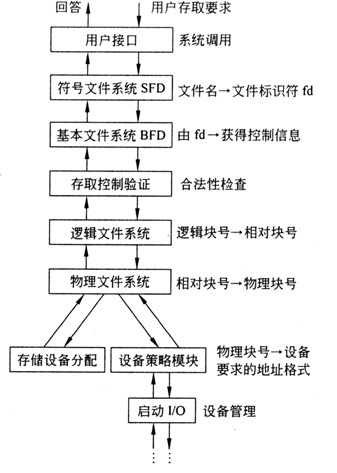 回答 用户存取要求
用户接口 系统调用
符号文件系统 SFD 文件名→文件标识符 fd
基本文件系统 BFD 由 fd→获得控制信息
存取控制验证 合法性检查
逻辑文件系统 逻辑块号→相对块号
物理文件系统 相对块号→物理块号
存储设备分配 设备策略模块 物理块号→设备
要求的地址格式
启动 I/O 设备管理